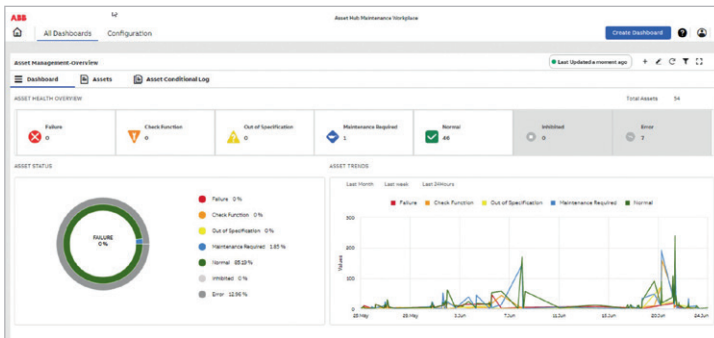 ABB
Asset Hub Maintenance Workplace
All Dashboards Configuration
Create Dashboard
Asset Management-Overview
Last Updated a moment ago
Dashboard Assets Asset Conditional Log
ASSET HEALTH OVERVIEW
Total Assets 54
Failure
0
Check Function
0
Out of Specification
0
Maintenance Required
1
Normal
46
Inhibited
0
Error
7
ASSET STATUS
FAILURE
0 %
Failure 0 %
Check Function 0 %
Out of Specification 0 %
Maintenance Required 1.85 %
Normal 85.19 %
Inhibited 0 %
Error 12.96 %
ASSET TRENDS
Last Month Last week Last 24Hours
Failure Check Function Out of Specification Maintenance Required Normal
Values
300
200
100
0
3.Jun 7.Jun 11.Jun 15.Jun 20.Jun 24.Jun